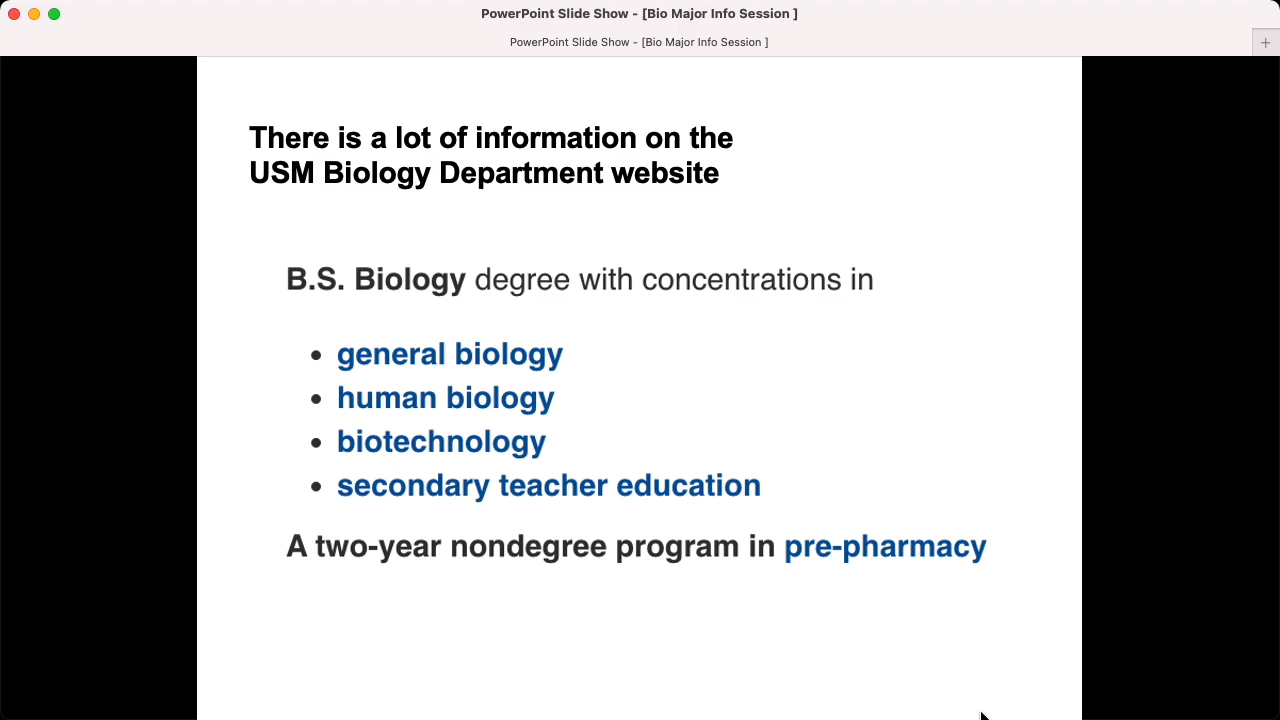 PowerPoint Slide Show - [Bio Major Info Session ]
PowerPoint Slide Show - [Bio Major Info Session ]
There is a lot of information on the
USM Biology Department website
B.S. Biology degree with concentrations in
• general biology
• human biology
• biotechnology
• secondary teacher education
A two-year nondegree program in pre-pharmacy